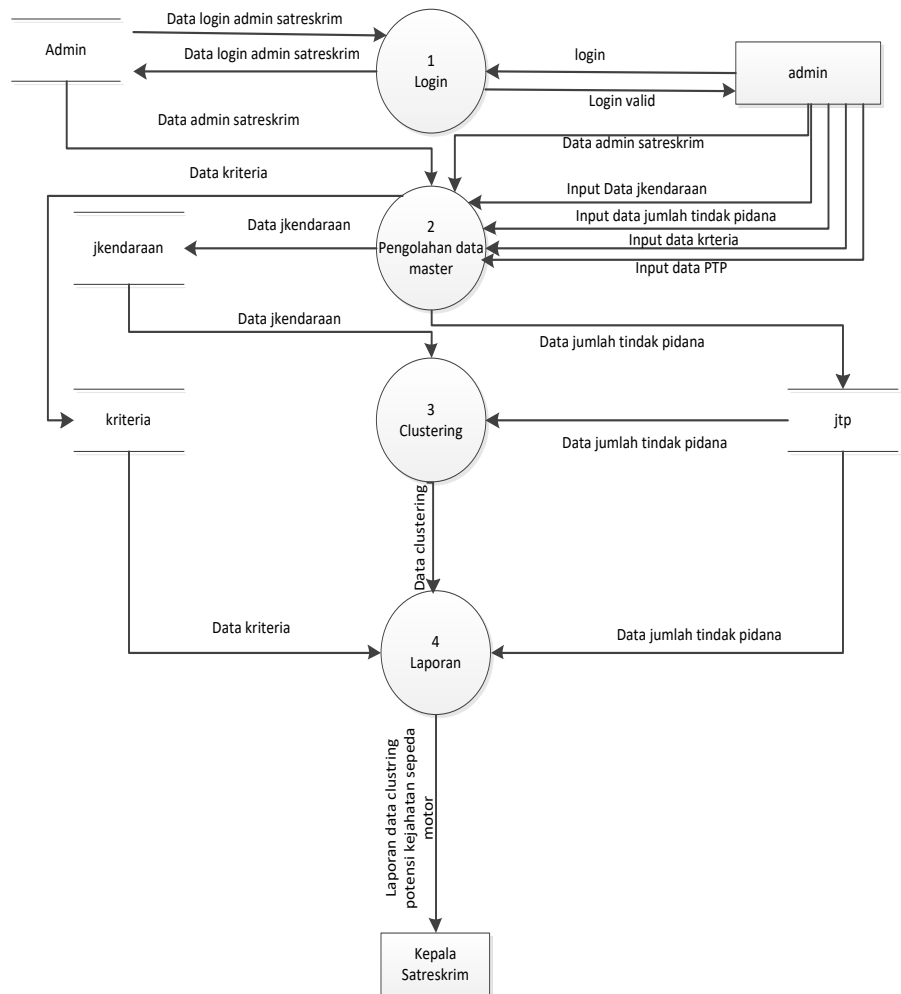 Data login admin satreskrim
Admin
Data login admin satreskrim
1
Login
login
admin
Login valid
Data admin satreskrim
Data admin satreskrim
Data kriteria
Input Data jkendaraan
Input data jumlah tindak pidana
Input data krteria
Input data PTP
jkendaraan
Data jkendaraan
2
Pengolahan data
master
Data jkendaraan
Data jumlah tindak pidana
kriteria
3
Clustering
Data jumlah tindak pidana
jtp
Data clustering
Data kriteria
4
Laporan
Data jumlah tindak pidana
Laporan data clustring
potensi kejahatan sepeda
motor
Kepala
Satreskrim